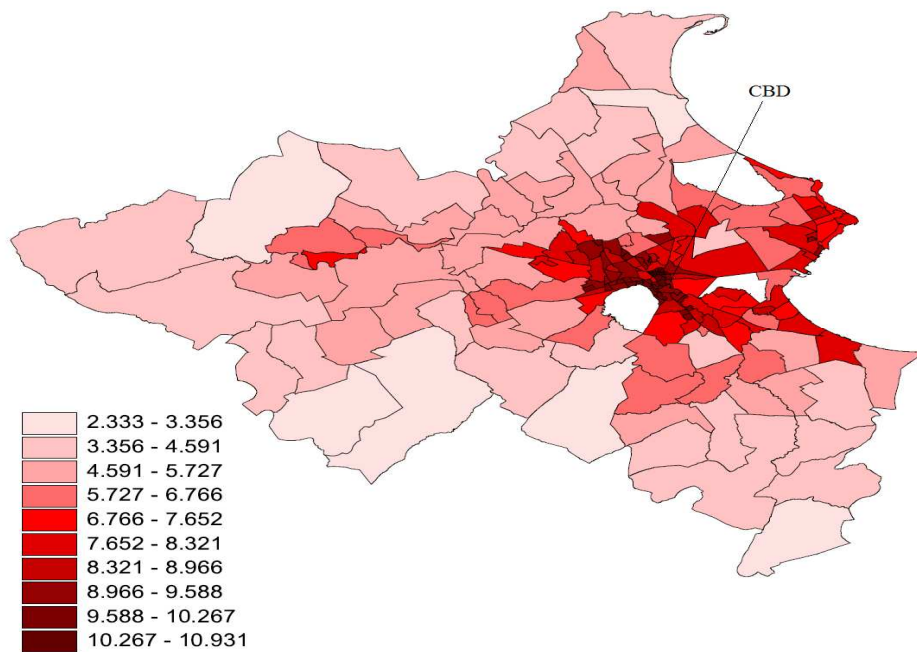 CBD
2.333 - 3.356
3.356 - 4.591
4.591 - 5.727
5.727 - 6.766
6.766 - 7.652
7.652 - 8.321
8.321 - 8.966
8.966 - 9.588
9.588 - 10.267
10.267 - 10.931